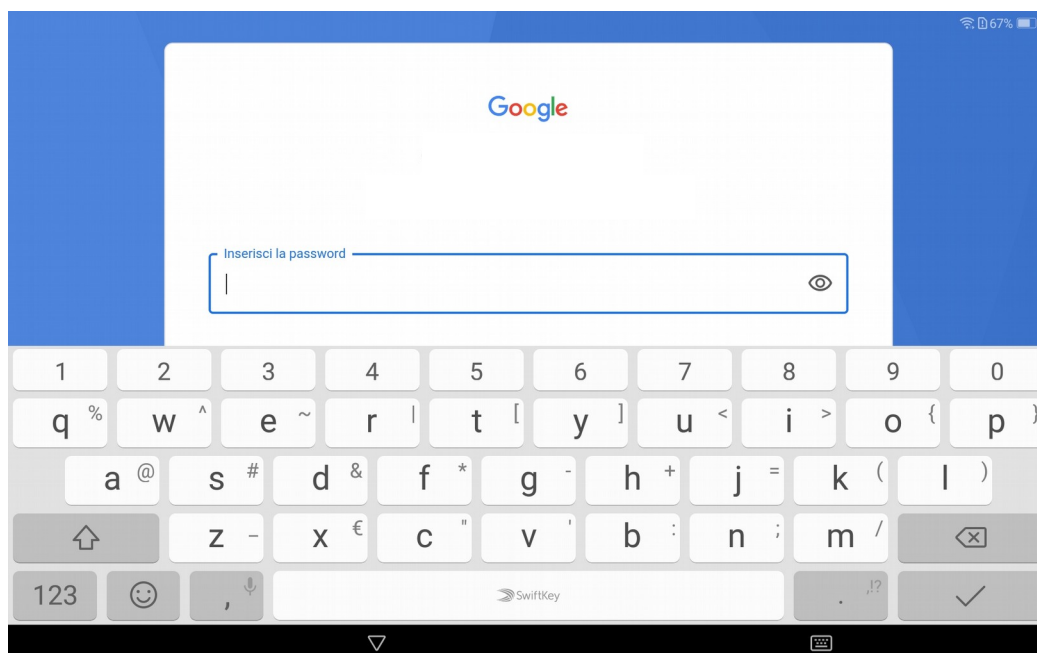 67%
Google
Inserisci la password
1 2 3 4 5 6 7 8 9 0
q % w ^ e ~ r | t [ y ] u < i > o { p }
a @ s # d & f * g - h + j = k ( l )
z _ x € c " v ' b : n ; m /
123 , SwiftKey . ,!?